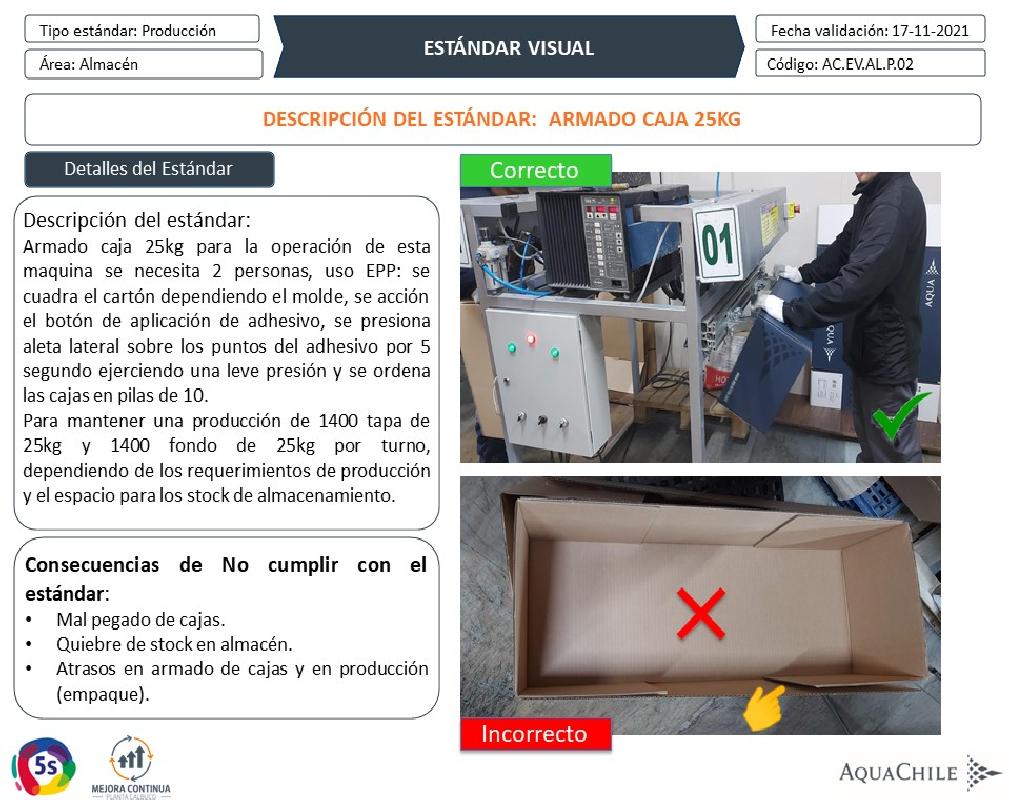 Tipo estándar: Producción
Área: Almacén
ESTÁNDAR VISUAL
Fecha validación: 17-11-2021
Código: AC.EV.AL.P.02
DESCRIPCIÓN DEL ESTÁNDAR: ARMADO CAJA 25KG
Detalles del Estándar
Descripción del estándar:
Armado caja 25kg para la operación de esta
maquina se necesita 2 personas, uso EPP: se
cuadra el cartón dependiendo el molde, se acción
el botón de aplicación de adhesivo, se presiona
aleta lateral sobre los puntos del adhesivo por 5
segundo ejerciendo una leve presión y se ordena
las cajas en pilas de 10.
Para mantener una producción de 1400 tapa de
25kg y 1400 fondo de 25kg por turno,
dependiendo de los requerimientos de producción
y el espacio para los stock de almacenamiento.
Consecuencias de No cumplir con el
estándar:
• Mal pegado de cajas.
• Quiebre de stock en almacén.
• Atrasos en armado de cajas y en producción
(empaque).
Correcto
01
AQUA
AQUA
HOT
Incorrecto
5s
MEJORA CONTINUA
PLANTA CALBUCO
AQUACHILE